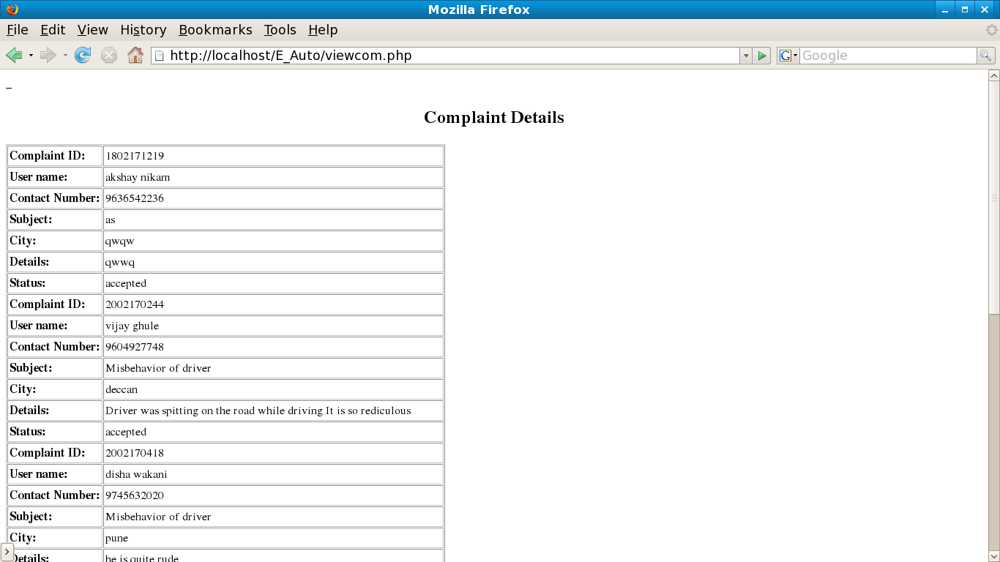 Mozilla Firefox
File Edit View History Bookmarks Tools Help
http://localhost/E_Auto/viewcom.php G Google
Complaint Details
Complaint ID: 1802171219
User name: akshay nikam
Contact Number: 9636542236
Subject: as
City: qwqw
Details: qwwq
Status: accepted
Complaint ID: 2002170244
User name: vijay ghule
Contact Number: 9604927748
Subject: Misbehavior of driver
City: deccan
Details: Driver was spitting on the road while driving It is so rediculous
Status: accepted
Complaint ID: 2002170418
User name: disha wakani
Contact Number: 9745632020
Subject: Misbehavior of driver
City: pune
Details: he is quite rude